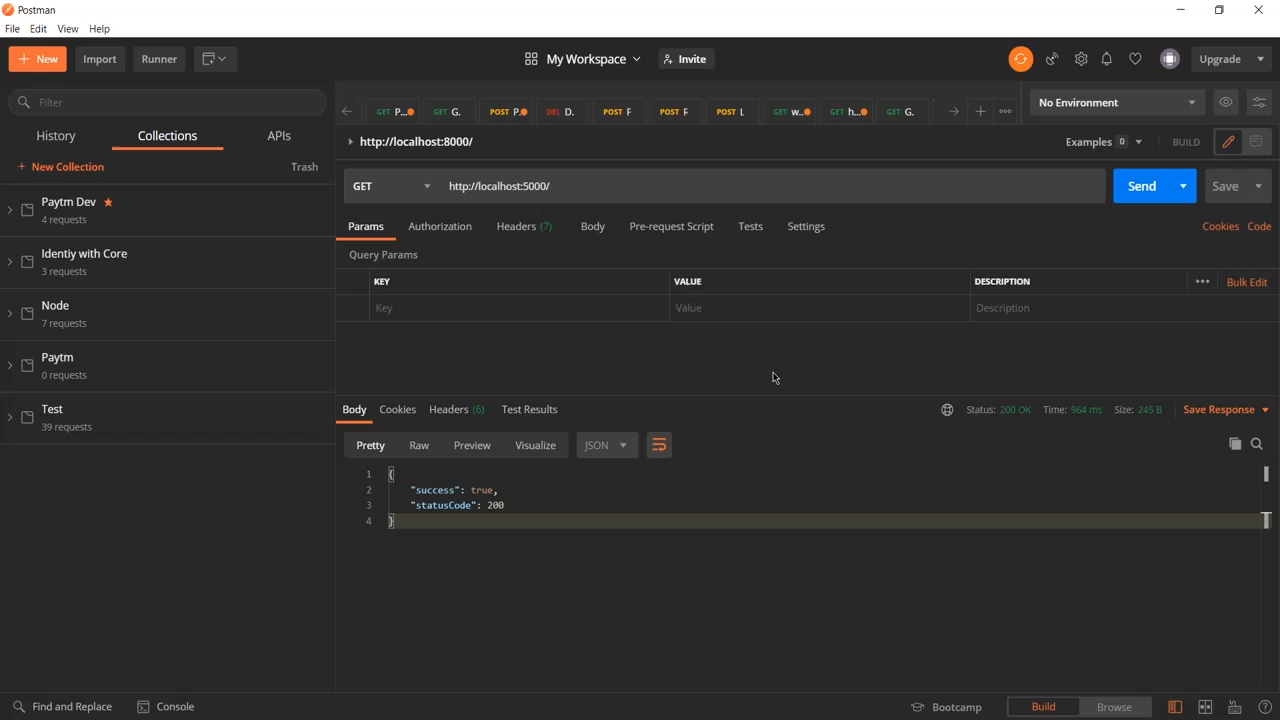 Postman
File Edit View Help
+ New Import Runner My Workspace Invite Upgrade
Filter
GET P... GET G. POST P. DEL D. POST F POST F POST L GET w... GET h... GET G. No Environment
History Collections APIs
http://localhost:8000/ Examples 0 BUILD
+ New Collection Trash
GET http://localhost:5000/ Send Save
Paytm Dev
4 requests
Params Authorization Headers (7) Body Pre-request Script Tests Settings Cookies Code
Identiy with Core
3 requests
Query Params
KEY VALUE DESCRIPTION Bulk Edit
Key Value Description
Node
7 requests
Paytm
0 requests
Test
39 requests
Body Cookies Headers (6) Test Results Status: 200 OK Time: 964 ms Size: 245 B Save Response
Pretty Raw Preview Visualize JSON
1 {
2 "success": true,
3 "statusCode": 200
4 }
Find and Replace Console Bootcamp Build Browse